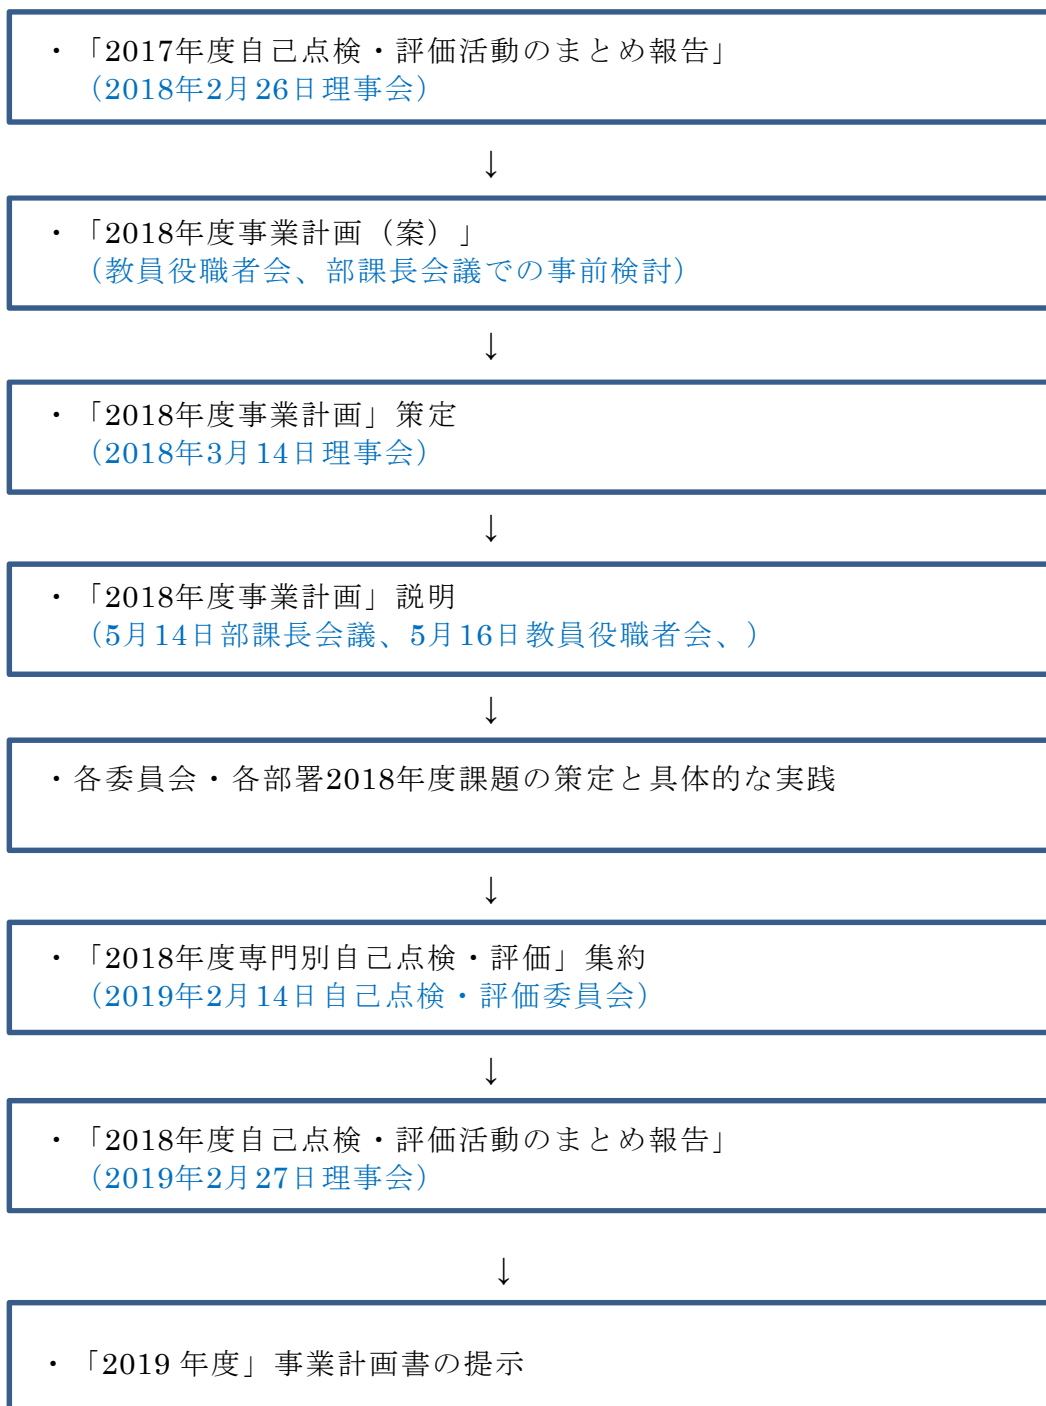 ・「2017年度自己点検・評価活動のまとめ報告」
（2018年2月26日理事会）
↓
・「2018年度事業計画（案）」
（教員役職者会、部課長会議での事前検討）
↓
・「2018年度事業計画」策定
（2018年3月14日理事会）
↓
・「2018年度事業計画」説明
（5月14日部課長会議、5月16日教員役職者会、）
↓
・各委員会・各部署2018年度課題の策定と具体的な実践
↓
・「2018年度専門別自己点検・評価」集約
（2019年2月14日自己点検・評価委員会）
↓
・「2018年度自己点検・評価活動のまとめ報告」
（2019年2月27日理事会）
↓
・「2019 年度」事業計画書の提示